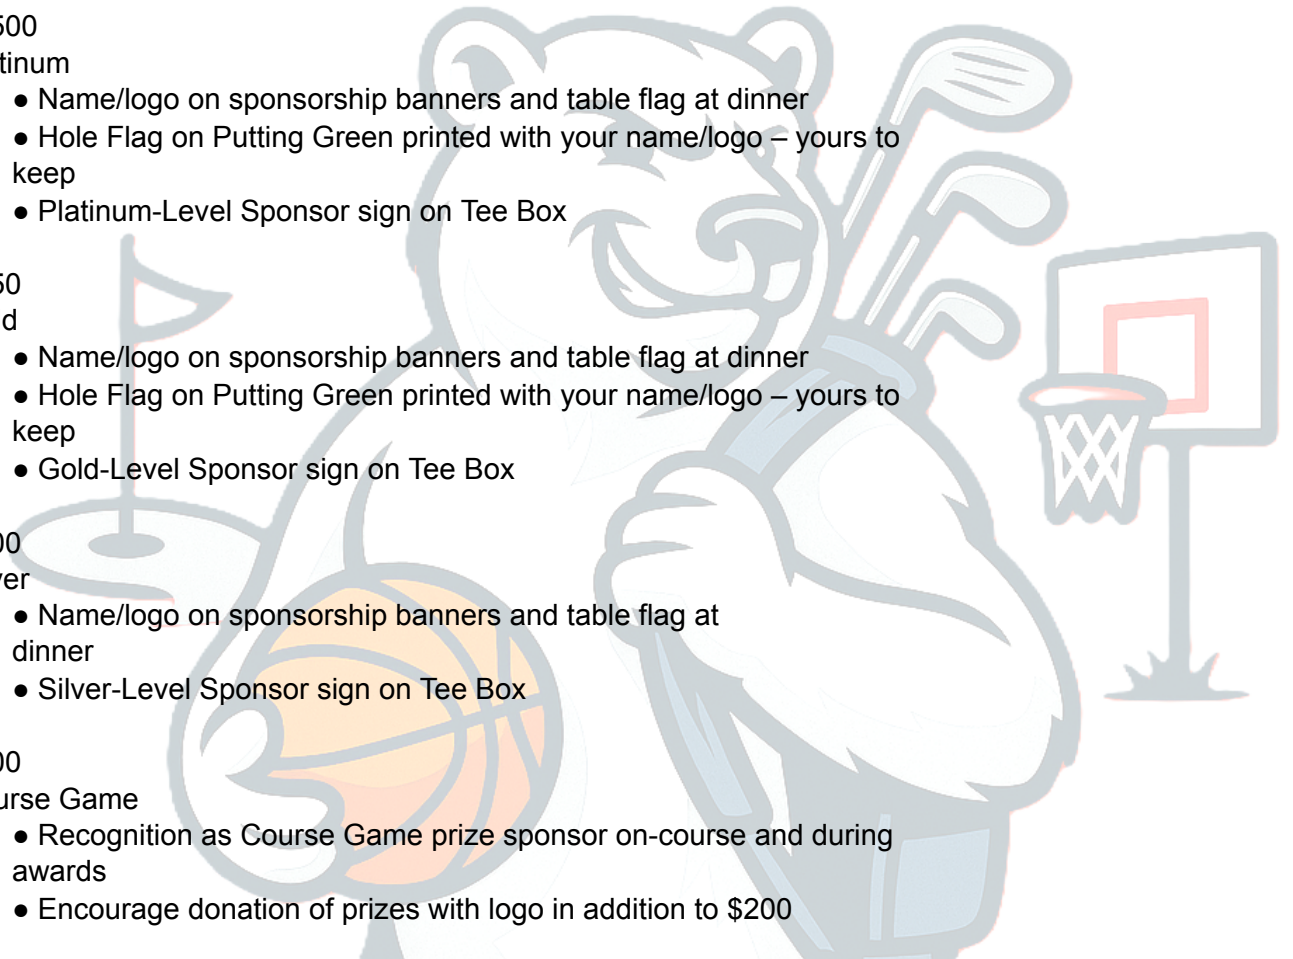 500
tinum
● Name/logo on sponsorship banners and table flag at dinner
● Hole Flag on Putting Green printed with your name/logo – yours to
keep
● Platinum-Level Sponsor sign on Tee Box
50
d
● Name/logo on sponsorship banners and table flag at dinner
● Hole Flag on Putting Green printed with your name/logo – yours to
keep
● Gold-Level Sponsor sign on Tee Box
00
ver
● Name/logo on sponsorship banners and table flag at
dinner
● Silver-Level Sponsor sign on Tee Box
00
urse Game
● Recognition as Course Game prize sponsor on-course and during
awards
● Encourage donation of prizes with logo in addition to $200